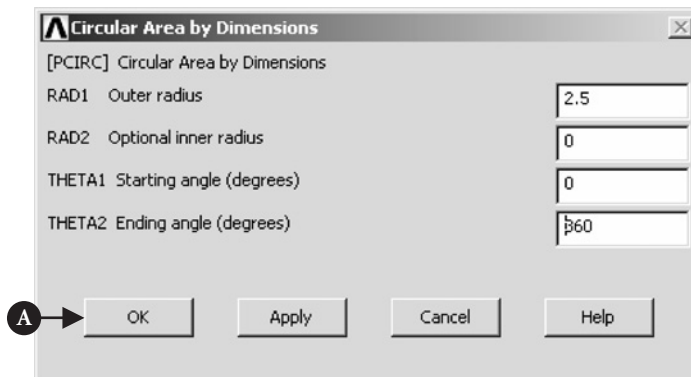 Circular Area by Dimensions
[PCIRC] Circular Area by Dimensions
RAD1 Outer radius 2.5
RAD2 Optional inner radius 0
THETA1 Starting angle (degrees) 0
THETA2 Ending angle (degrees) 360
A OK Apply Cancel Help